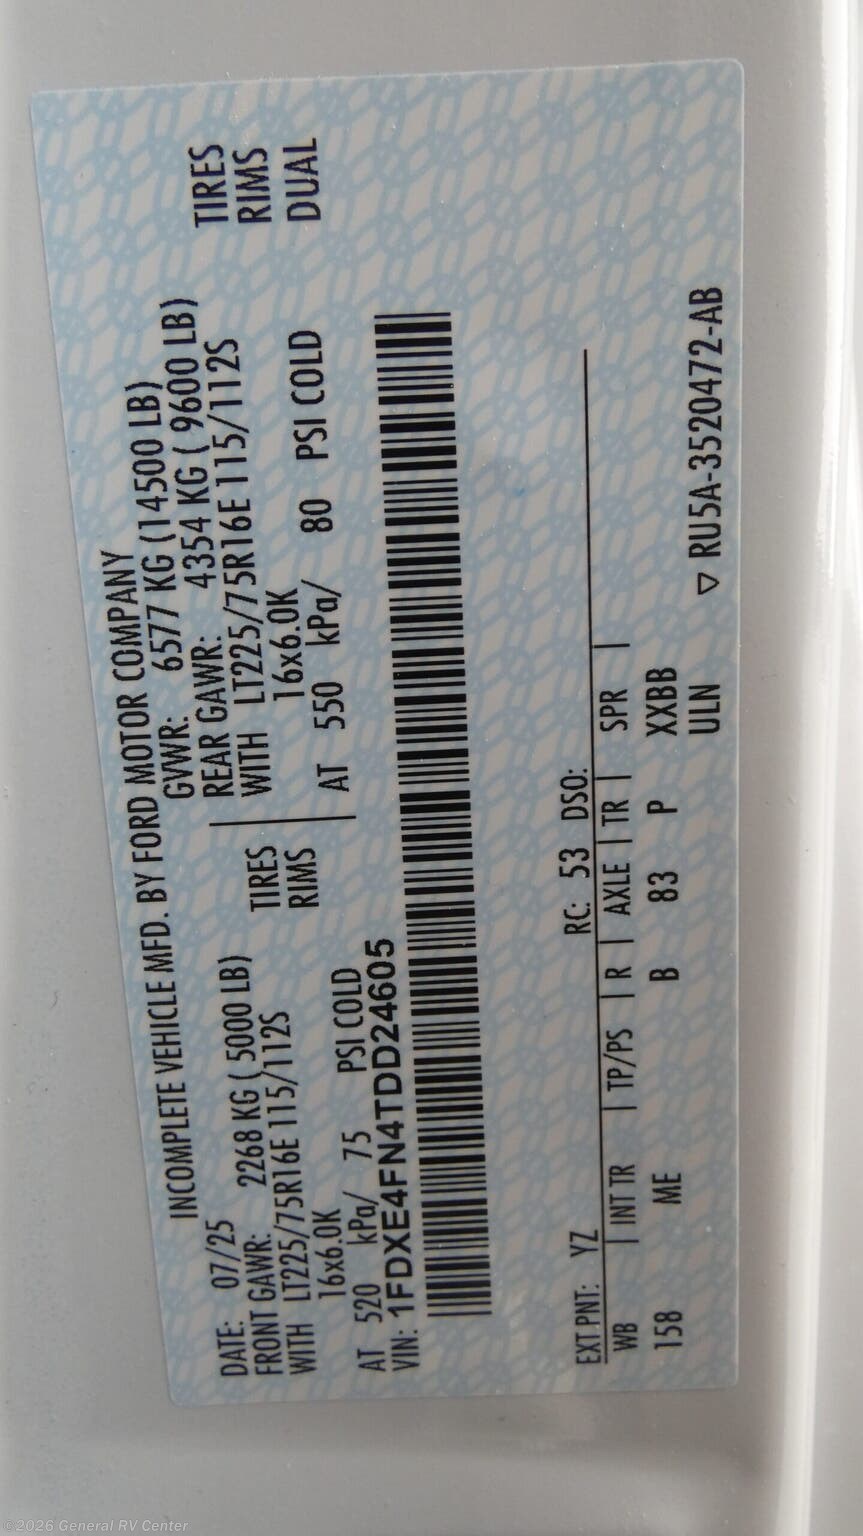 INCOMPLETE VEHICLE MFD. BY FORD MOTOR COMPANY
DATE: 07/25 GVWR: 6577 KG (14500 LB)
FRONT GAWR: 2268 KG ( 5000 LB) REAR GAWR: 4354 KG ( 9600 LB)
WITH LT225/75R16E 115/112S TIRES WITH LT225/75R16E 115/112S TIRES
16x6.0K RIMS 16x6.0K RIMS
AT 520 kPa/ 75 PSI COLD AT 550 kPa/ 80 PSI COLD DUAL
VIN: 1FDXE4FN4TDD24605
EXT PNT: YZ RC: 53 DSO:
WB | INT TR | TP/PS | R | AXLE | TR | SPR |
158 ME B 83 P XXBB
ULN ▽ RU5A-3520472-AB
©2026 General RV Center